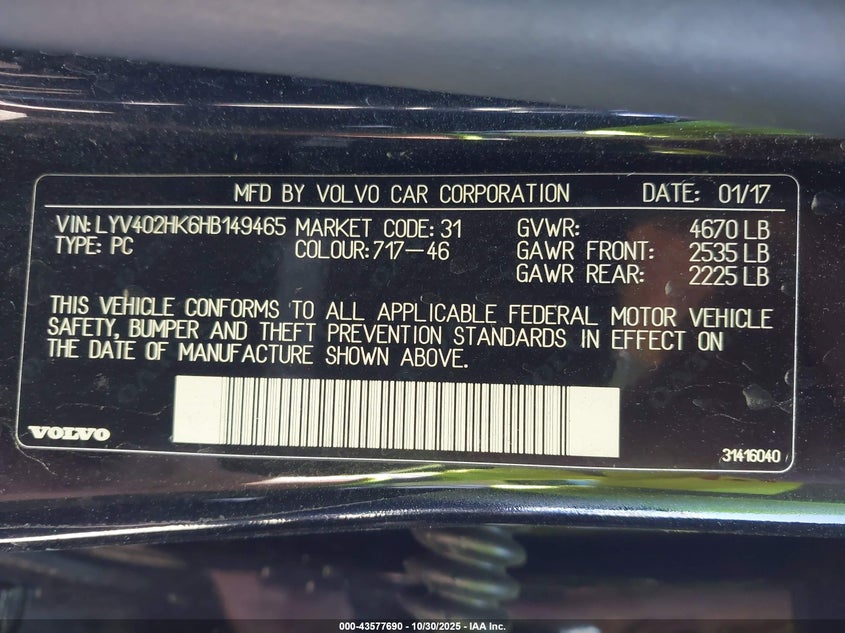 MFD BY VOLVO CAR CORPORATION DATE: 01/17
VIN: LYV402HK6HB149465 MARKET CODE: 31 GVWR: 4670 LB
TYPE: PC COLOUR: 717-46 GAWR FRONT: 2535 LB
GAWR REAR: 2225 LB
THIS VEHICLE CONFORMS TO ALL APPLICABLE FEDERAL MOTOR VEHICLE
SAFETY, BUMPER AND THEFT PREVENTION STANDARDS IN EFFECT ON
THE DATE OF MANUFACTURE SHOWN ABOVE.
VOLVO
31416040
000-43577690 - 10/30/2025 - IAA Inc.